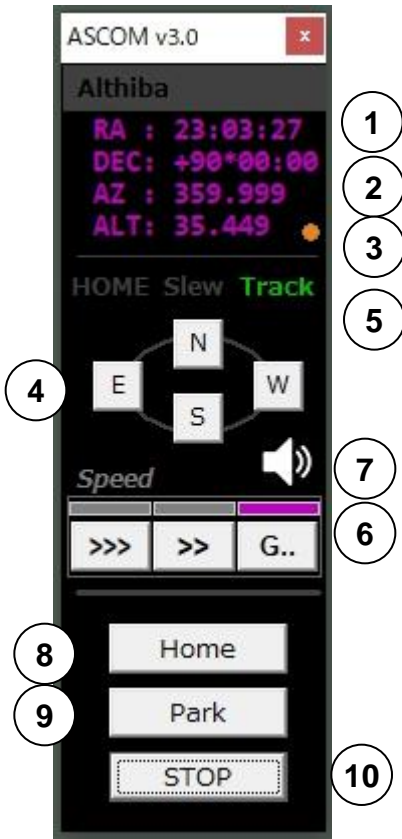 ASCOM v3.0 x
Althiba
RA : 23:03:27 1
DEC: +90*00:00
AZ : 359.999 2
ALT: 35.449 3
HOME Slew Track 5
N
4 E W
S
Speed 7
>>> >> G.. 6
8 Home
9 Park
STOP 10